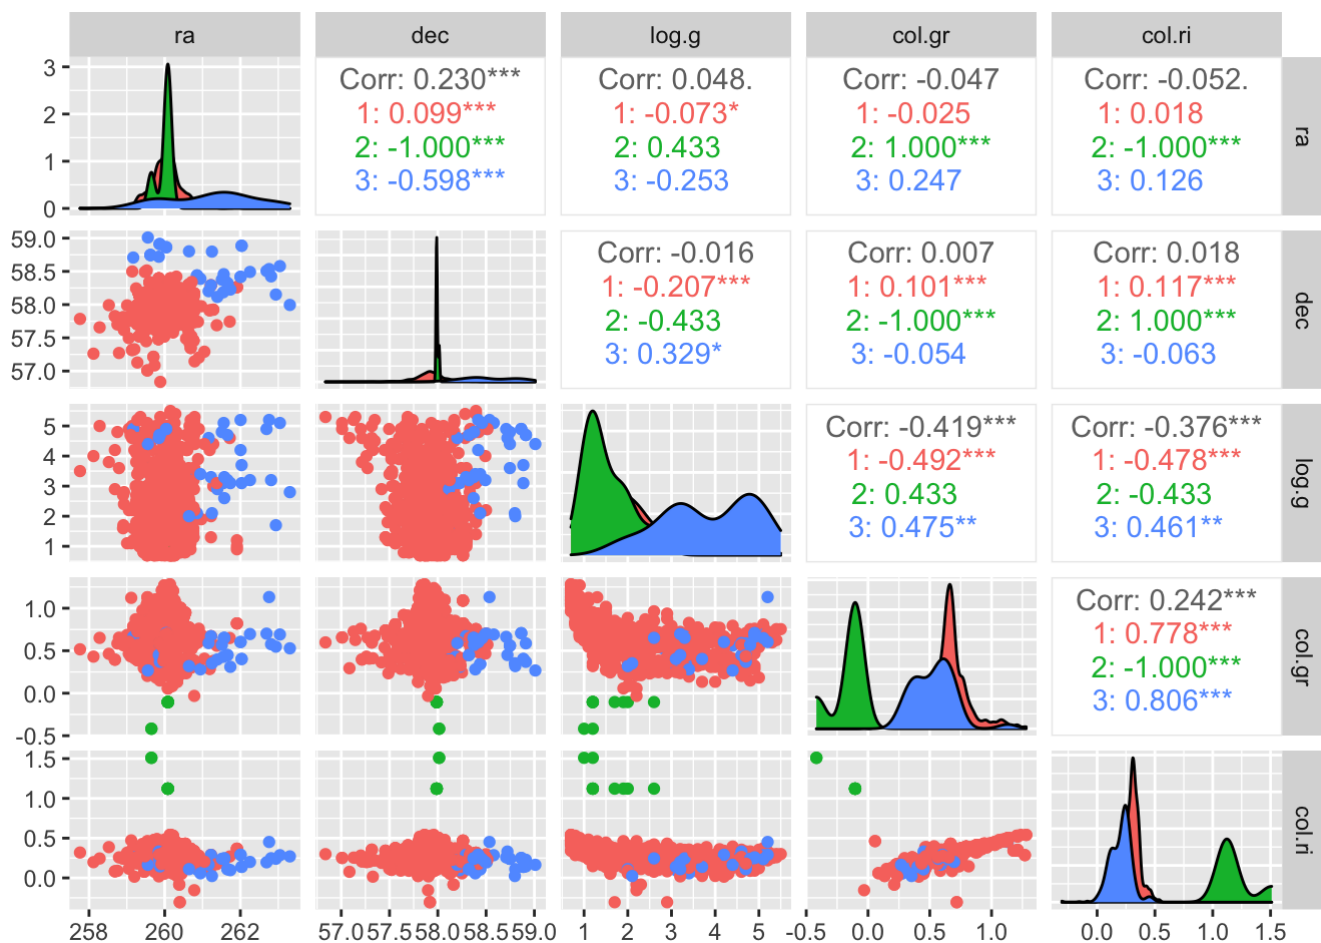 ra dec log.g col.gr col.ri
3
2
1
0
Corr: 0.230***
1: 0.099***
2: -1.000***
3: -0.598***
Corr: 0.048.
1: -0.073*
2: 0.433
3: -0.253
Corr: -0.047
1: -0.025
2: 1.000***
3: 0.247
Corr: -0.052.
1: 0.018
2: -1.000***
3: 0.126
ra
59.0
58.5
58.0
57.5
57.0
Corr: -0.016
1: -0.207***
2: -0.433
3: 0.329*
Corr: 0.007
1: 0.101***
2: -1.000***
3: -0.054
Corr: 0.018
1: 0.117***
2: 1.000***
3: -0.063
dec
5
4
3
2
1
Corr: -0.419***
1: -0.492***
2: 0.433
3: 0.475**
Corr: -0.376***
1: -0.478***
2: -0.433
3: 0.461**
log.g
1.0
0.5
0.0
-0.5
Corr: 0.242***
1: 0.778***
2: -1.000***
3: 0.806***
col.gr
1.5
1.0
0.5
0.0
col.ri
258 260 262
57.0 57.5 58.0 58.5 59.0
1 2 3 4 5
-0.5 0.0 0.5 1.0
0.0 0.5 1.0 1.5